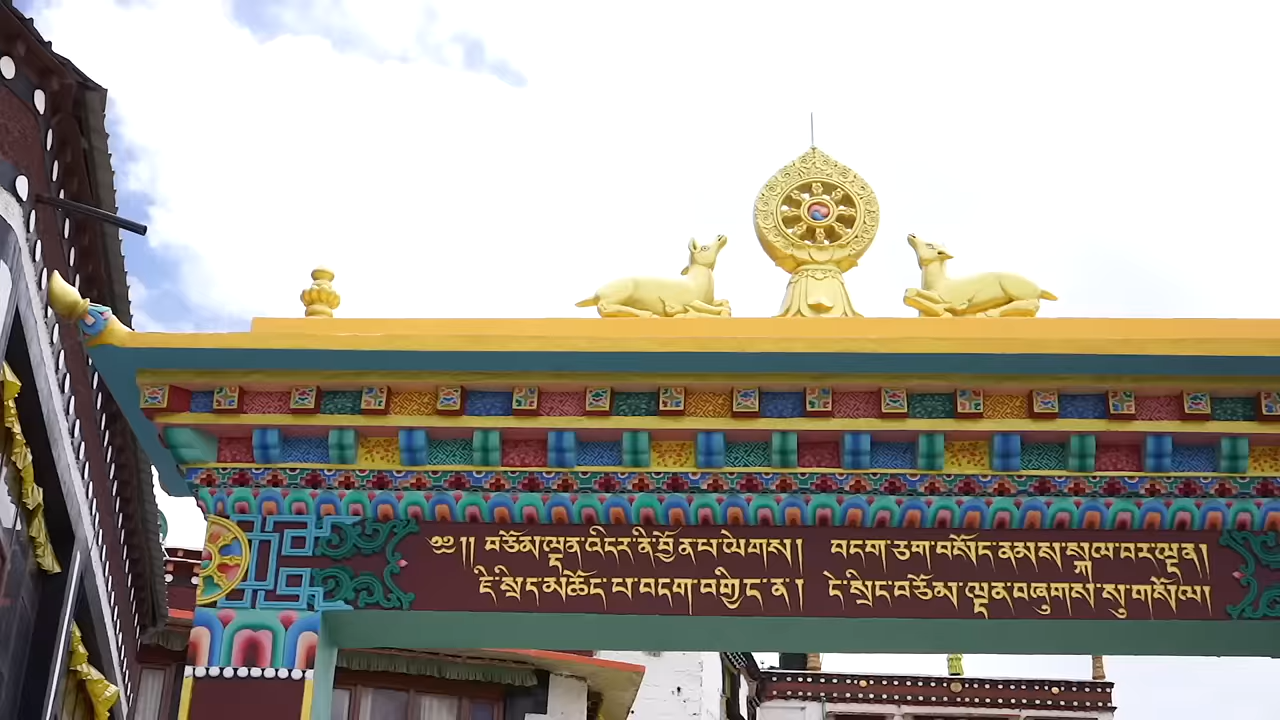 ༄༅།། བཅོམ་ལྡན་འདིར་ནི་བྱོན་པ་ལེགས། བདག་ཅག་བསོད་ནམས་སྐལ་བར་ལྡན།
ཇི་སྲིད་མཆོད་པ་བདག་བགྱིད་ན། དེ་སྲིད་བཅོམ་ལྡན་བཞུགས་སུ་གསོལ།